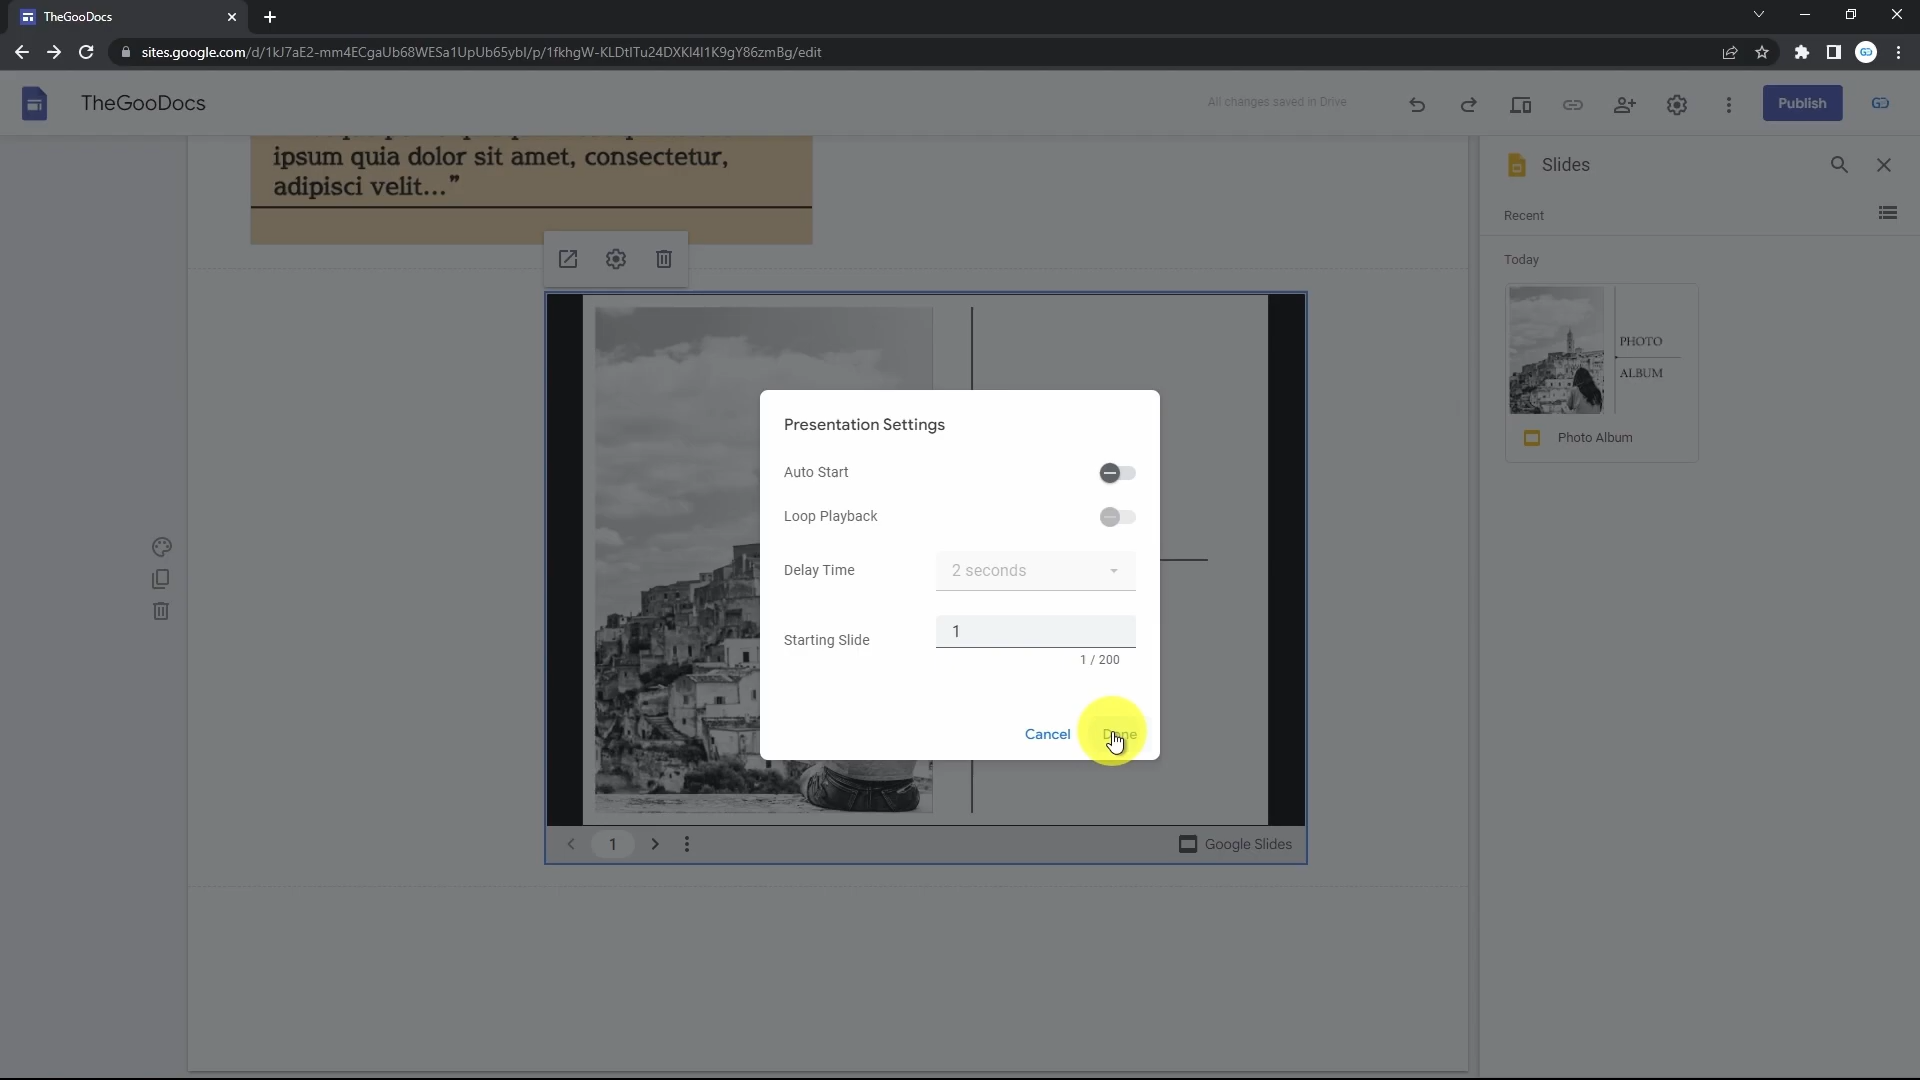 TheGooDocs
sites.google.com/d/1kJ7aE2-mm4ECgaUb68WESa1UpUb65ybl/p/1fkhgW-KLDtlTu24DXKl4l1K9gY86zmBg/edit
TheGooDocs
All changes saved in Drive
Publish
ipsum quia dolor sit amet, consectetur,
adipisci velit…”
Slides
Recent
Today
PHOTO
ALBUM
Photo Album
Presentation Settings
Auto Start
Loop Playback
Delay Time
2 seconds
Starting Slide
1
1 / 200
Cancel
Done
1
Google Slides